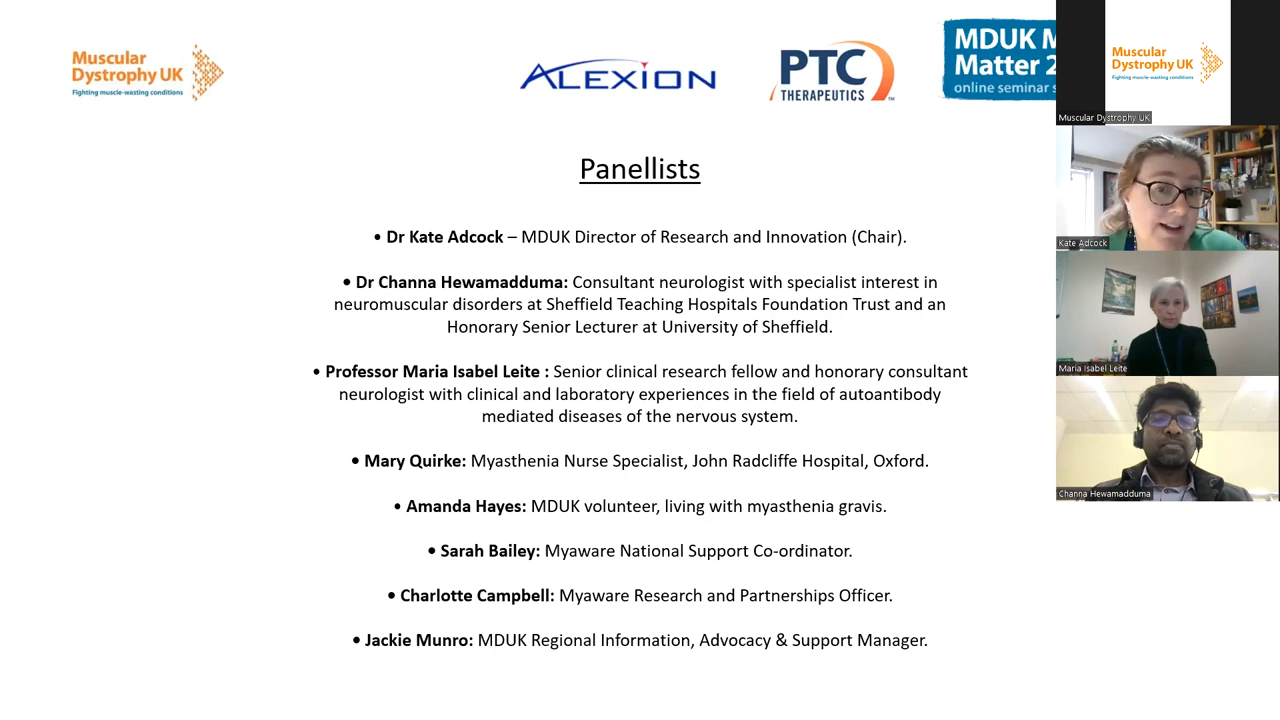 Muscular
Dystrophy UK
Fighting muscle-wasting conditions
ALEXION
PTC
THERAPEUTICS
MDUK M
Matter 2
online seminar s
Panellists
• Dr Kate Adcock – MDUK Director of Research and Innovation (Chair).
• Dr Channa Hewamadduma: Consultant neurologist with specialist interest in
neuromuscular disorders at Sheffield Teaching Hospitals Foundation Trust and an
Honorary Senior Lecturer at University of Sheffield.
• Professor Maria Isabel Leite : Senior clinical research fellow and honorary consultant
neurologist with clinical and laboratory experiences in the field of autoantibody
mediated diseases of the nervous system.
• Mary Quirke: Myasthenia Nurse Specialist, John Radcliffe Hospital, Oxford.
• Amanda Hayes: MDUK volunteer, living with myasthenia gravis.
• Sarah Bailey: Myaware National Support Co-ordinator.
• Charlotte Campbell: Myaware Research and Partnerships Officer.
• Jackie Munro: MDUK Regional Information, Advocacy & Support Manager.
Muscular
Dystrophy UK
Fighting muscle-wasting conditions
Muscular Dystrophy UK
Kate Adcock
Maria Isabel Leite
Channa Hewamadduma